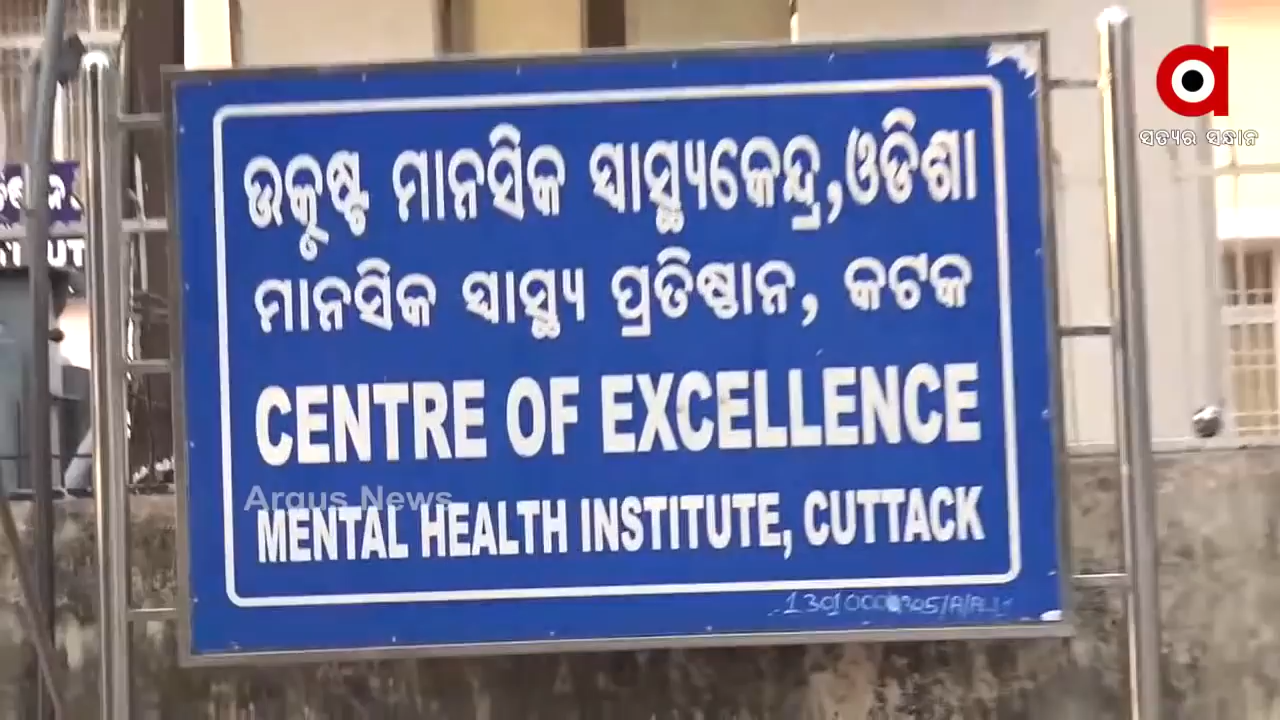 ସତ୍ୟର ସନ୍ଧାନ
ଉତ୍କୃଷ୍ଟ ମାନସିକ ସ୍ୱାସ୍ଥ୍ୟକେନ୍ଦ୍ର,ଓଡିଶା
ମାନସିକ ସ୍ୱାସ୍ଥ୍ୟ ପ୍ରତିଷ୍ଠାନ, କଟକ
CENTRE OF EXCELLENCE
Argus News
MENTAL HEALTH INSTITUTE, CUTTACK